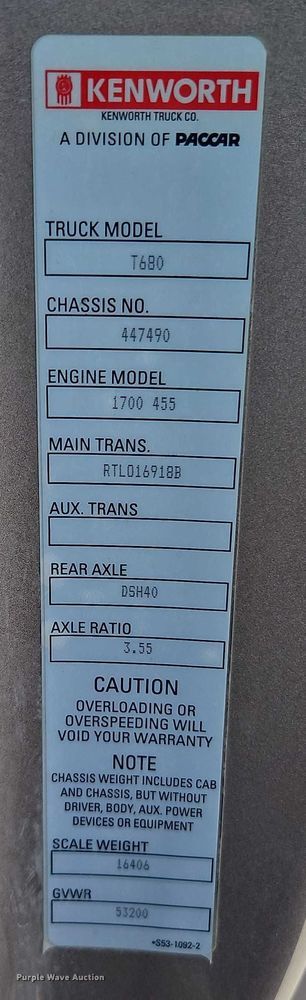 KENWORTH
KENWORTH TRUCK CO.
A DIVISION OF PACCAR
TRUCK MODEL
T680
CHASSIS NO.
447490
ENGINE MODEL
1700 455
MAIN TRANS.
RTLO16918B
AUX. TRANS
REAR AXLE
DSH40
AXLE RATIO
3.55
CAUTION
OVERLOADING OR
OVERSPEEDING WILL
VOID YOUR WARRANTY
NOTE
CHASSIS WEIGHT INCLUDES CAB
AND CHASSIS, BUT WITHOUT
DRIVER, BODY, AUX. POWER
DEVICES OR EQUIPMENT
SCALE WEIGHT
16406
GVWR
53200
*S53-1092-2
Purple Wave Auction